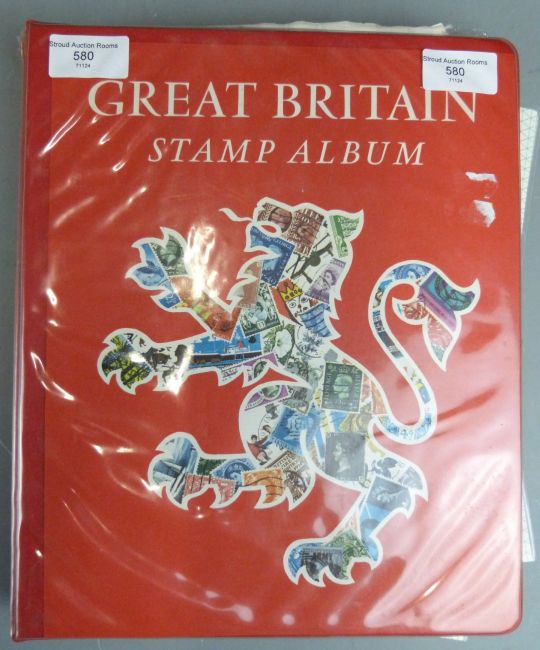 Stroud Auction Rooms
580
71124
Stroud Auction Rooms
580
71124
GREAT BRITAIN
STAMP ALBUM